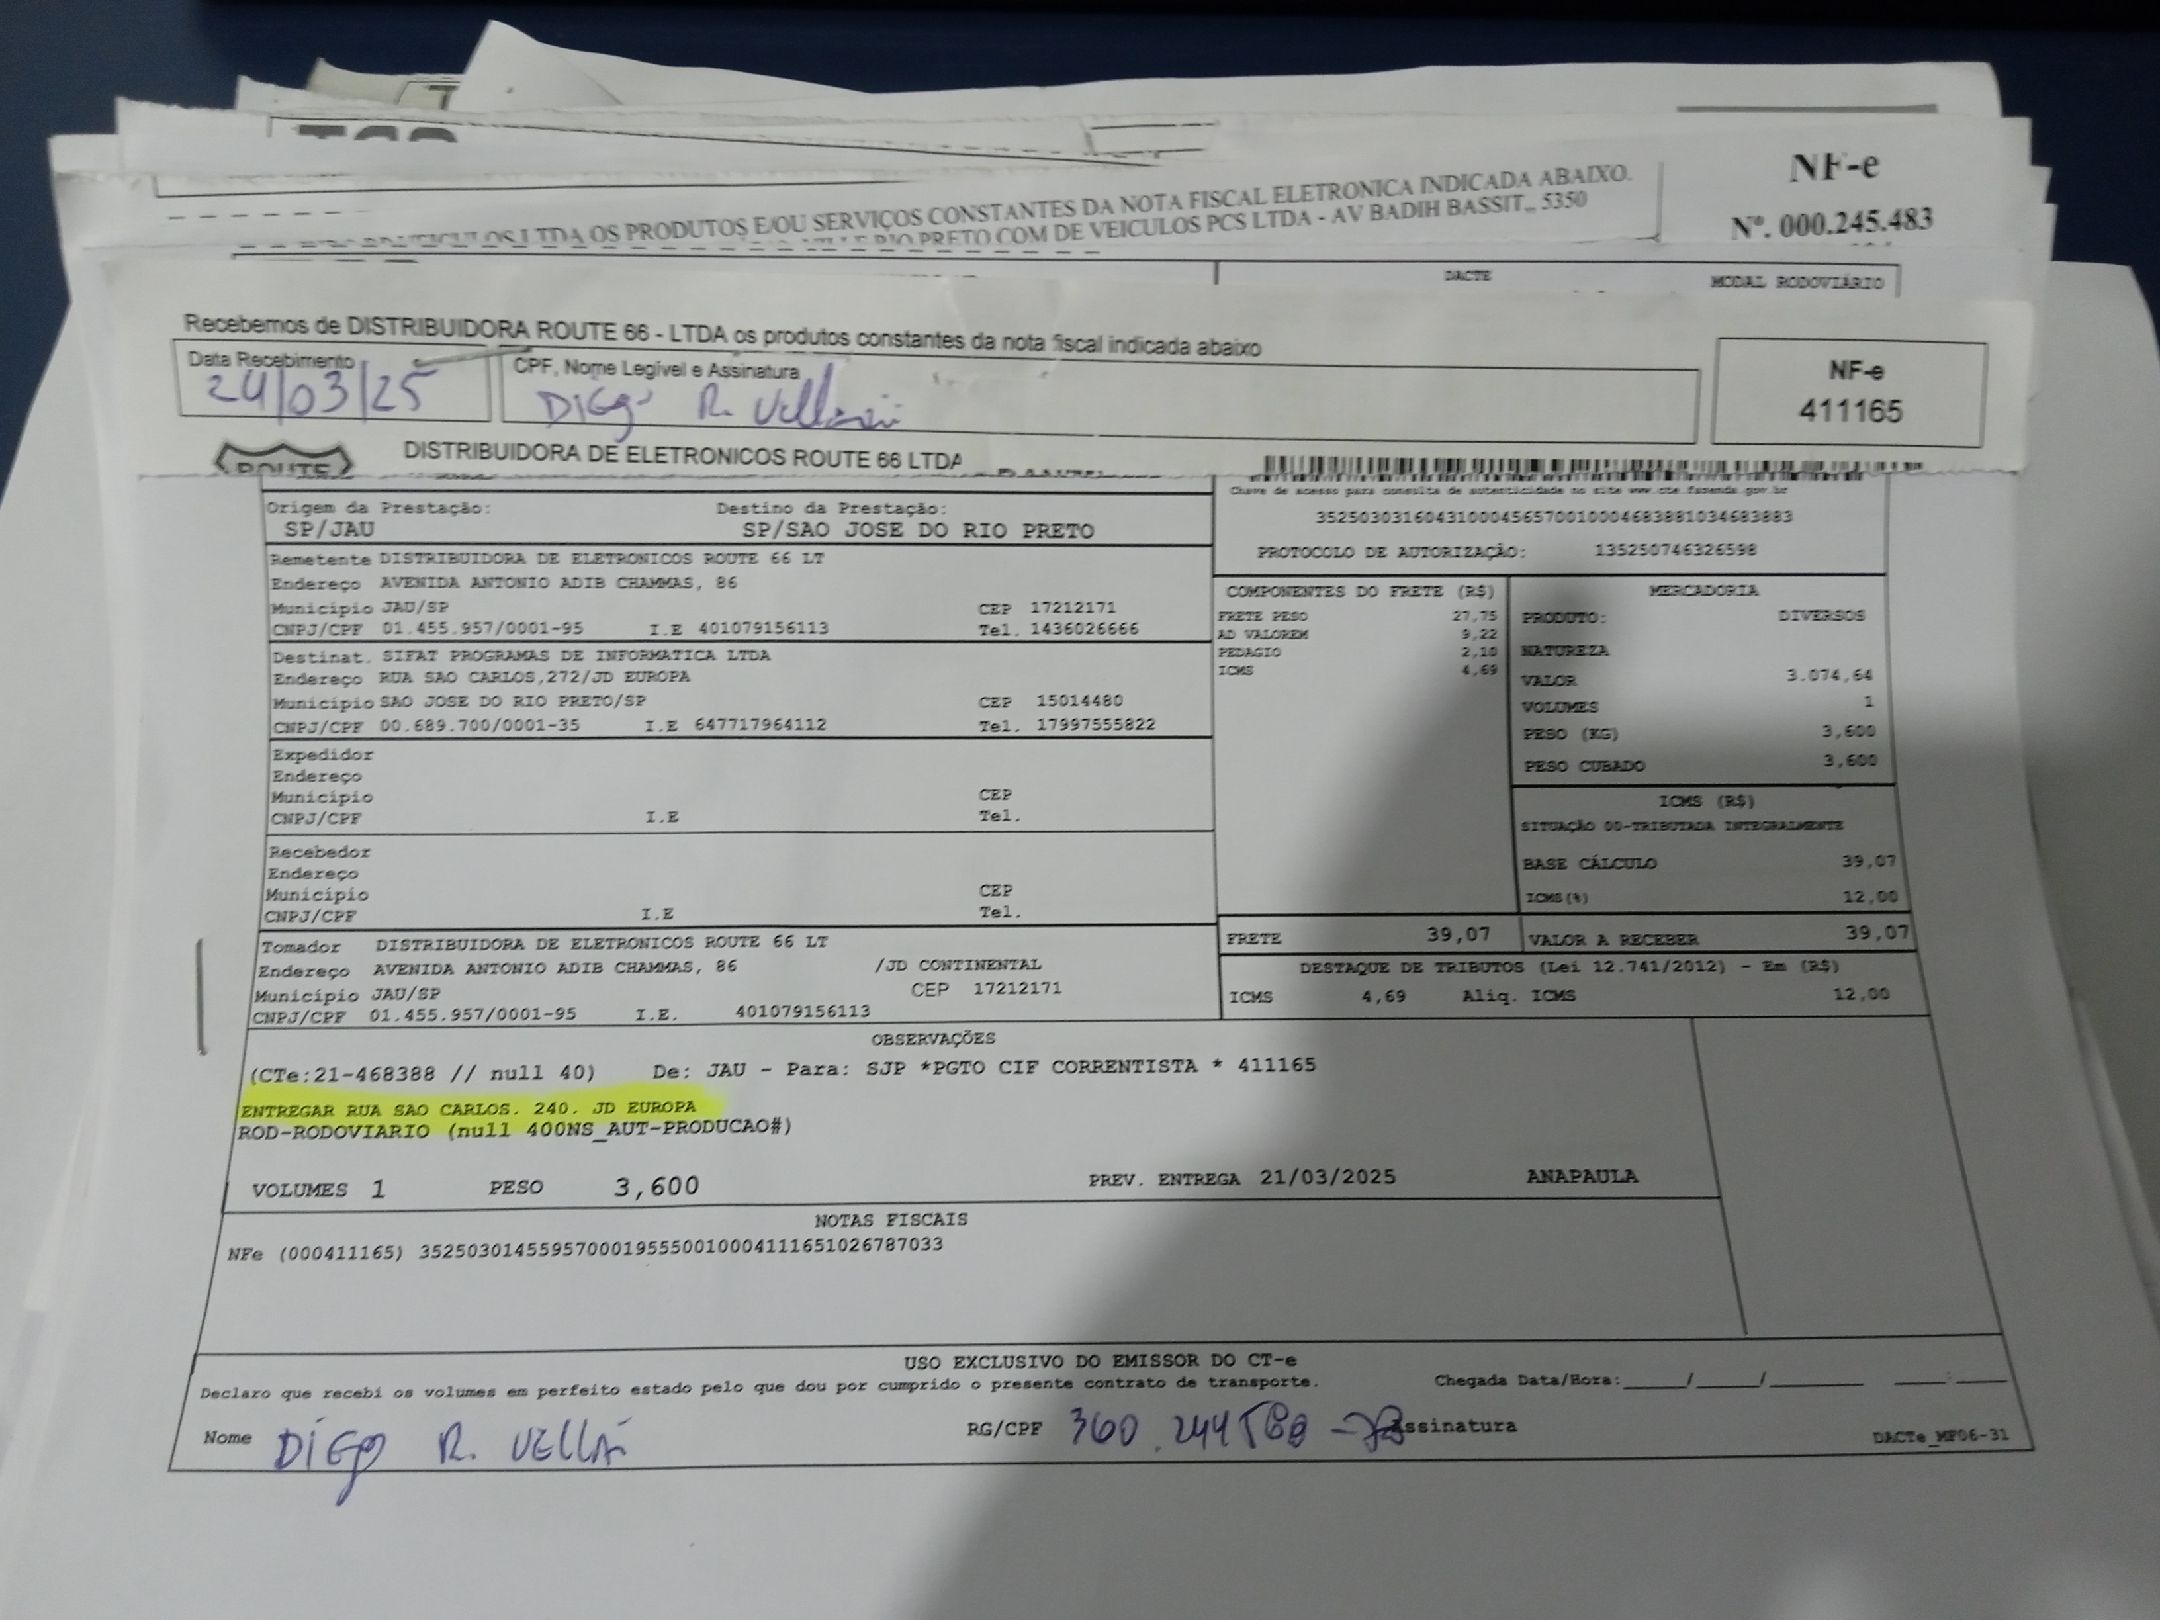 NF-e
OS PRODUTOS E/OU SERVIÇOS CONSTANTES DA NOTA FISCAL ELETRONICA INDICADA ABAIXO.
Nº. 000.245.483
RIO PRETO COM DE VEICULOS PCS LTDA - AV BADIH BASSIT,, 5350
DACTE
MODAL RODOVIÁRIO
Recebemos de DISTRIBUIDORA ROUTE 66 - LTDA os produtos constantes da nota fiscal indicada abaixo
Data Recebimento
24/03/25
CPF, Nome Legível e Assinatura
Diego R.
NF-e
411165
ROUTE
DISTRIBUIDORA DE ELETRONICOS ROUTE 66 LTDA
Chave de acesso para consulta de autenticidade no site www.cte.fazenda.gov.br
Origem da Prestação: Destino da Prestação:
SP/JAU SP/SAO JOSE DO RIO PRETO
35250303160431000456570010004683881034683883
PROTOCOLO DE AUTORIZAÇÃO: 135250746326598
Remetente DISTRIBUIDORA DE ELETRONICOS ROUTE 66 LT
Endereço AVENIDA ANTONIO ADIB CHAMMAS, 86
Município JAU/SP CEP 17212171
CNPJ/CPF 01.455.957/0001-95 I.E 401079156113 Tel. 1436026666
Destinat. SIFAT PROGRAMAS DE INFORMATICA LTDA
Endereço RUA SAO CARLOS,272/JD EUROPA
Município SAO JOSE DO RIO PRETO/SP CEP 15014480
CNPJ/CPF 00.689.700/0001-35 I.E 647717964112 Tel. 17997555822
Expedidor
Endereço
Município CEP
CNPJ/CPF I.E Tel.
Recebedor
Endereço
Município CEP
CNPJ/CPF I.E Tel.
Tomador DISTRIBUIDORA DE ELETRONICOS ROUTE 66 LT
Endereço AVENIDA ANTONIO ADIB CHAMMAS, 86 /JD CONTINENTAL
Município JAU/SP CEP 17212171
CNPJ/CPF 01.455.957/0001-95 I.E. 401079156113
COMPONENTES DO FRETE (R$)
FRETE PESO 27,75
AD VALOREM 9,22
PEDAGIO 2,10
ICMS 4,69
MERCADORIA
PRODUTO: DIVERSOS
NATUREZA
VALOR 3.074,64
VOLUMES 1
PESO (KG) 3,600
PESO CUBADO 3,600
ICMS (R$)
SITUAÇÃO 00-TRIBUTADA INTEGRALMENTE
BASE CÁLCULO 39,07
ICMS(%) 12,00
FRETE 39,07 VALOR A RECEBER 39,07
DESTAQUE DE TRIBUTOS (Lei 12.741/2012) - Em (R$)
ICMS 4,69 Aliq. ICMS 12,00
OBSERVAÇÕES
(CTe:21-468388 // null 40) De: JAU - Para: SJP *PGTO CIF CORRENTISTA * 411165
ENTREGAR RUA SAO CARLOS. 240. JD EUROPA
ROD-RODOVIARIO (null 400NS_AUT-PRODUCAO#)
VOLUMES 1 PESO 3,600 PREV. ENTREGA 21/03/2025 ANAPAULA
NOTAS FISCAIS
NFe (000411165) 35250301455957000195550010004111651026787033
USO EXCLUSIVO DO EMISSOR DO CT-e
Declaro que recebi os volumes em perfeito estado pelo que dou por cumprido o presente contrato de transporte. Chegada Data/Hora:_____/_____/________ ____:____
Nome Diego R. VELLA RG/CPF 360.244 Assinatura
DACTe_MF06-31